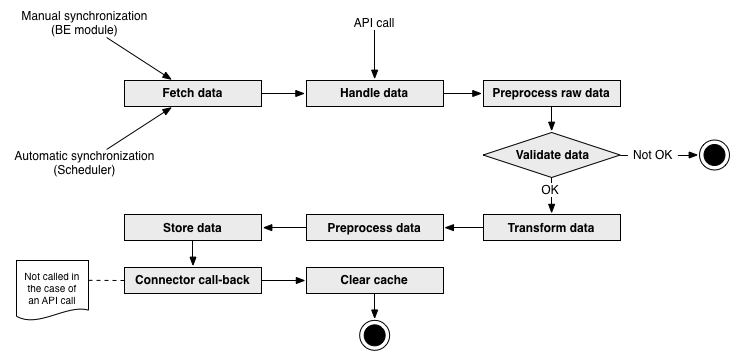 Manual synchronization
(BE module)
API call
Fetch data
Handle data
Preprocess raw data
Automatic synchronization
(Scheduler)
Validate data
Not OK
OK
Store data
Preprocess data
Transform data
Not called in
the case of
an API call
Connector call-back
Clear cache